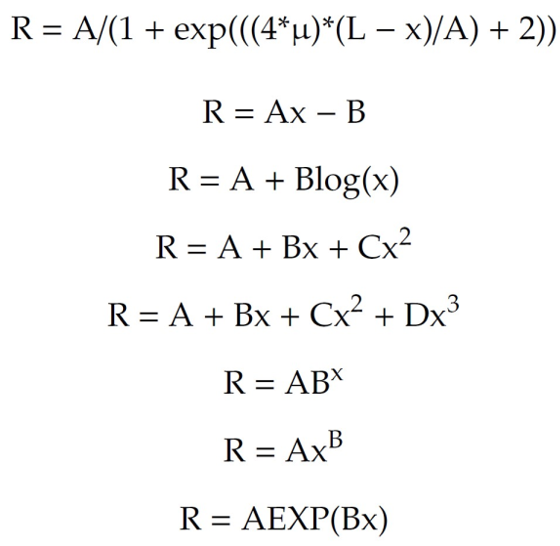 R = A/(1 + exp(((4*μ)*(L − x)/A) + 2))
R = Ax − B
R = A + Blog(x)
R = A + Bx + Cx²
R = A + Bx + Cx² + Dx³
R = ABˣ
R = Axᴮ
R = AEXP(Bx)